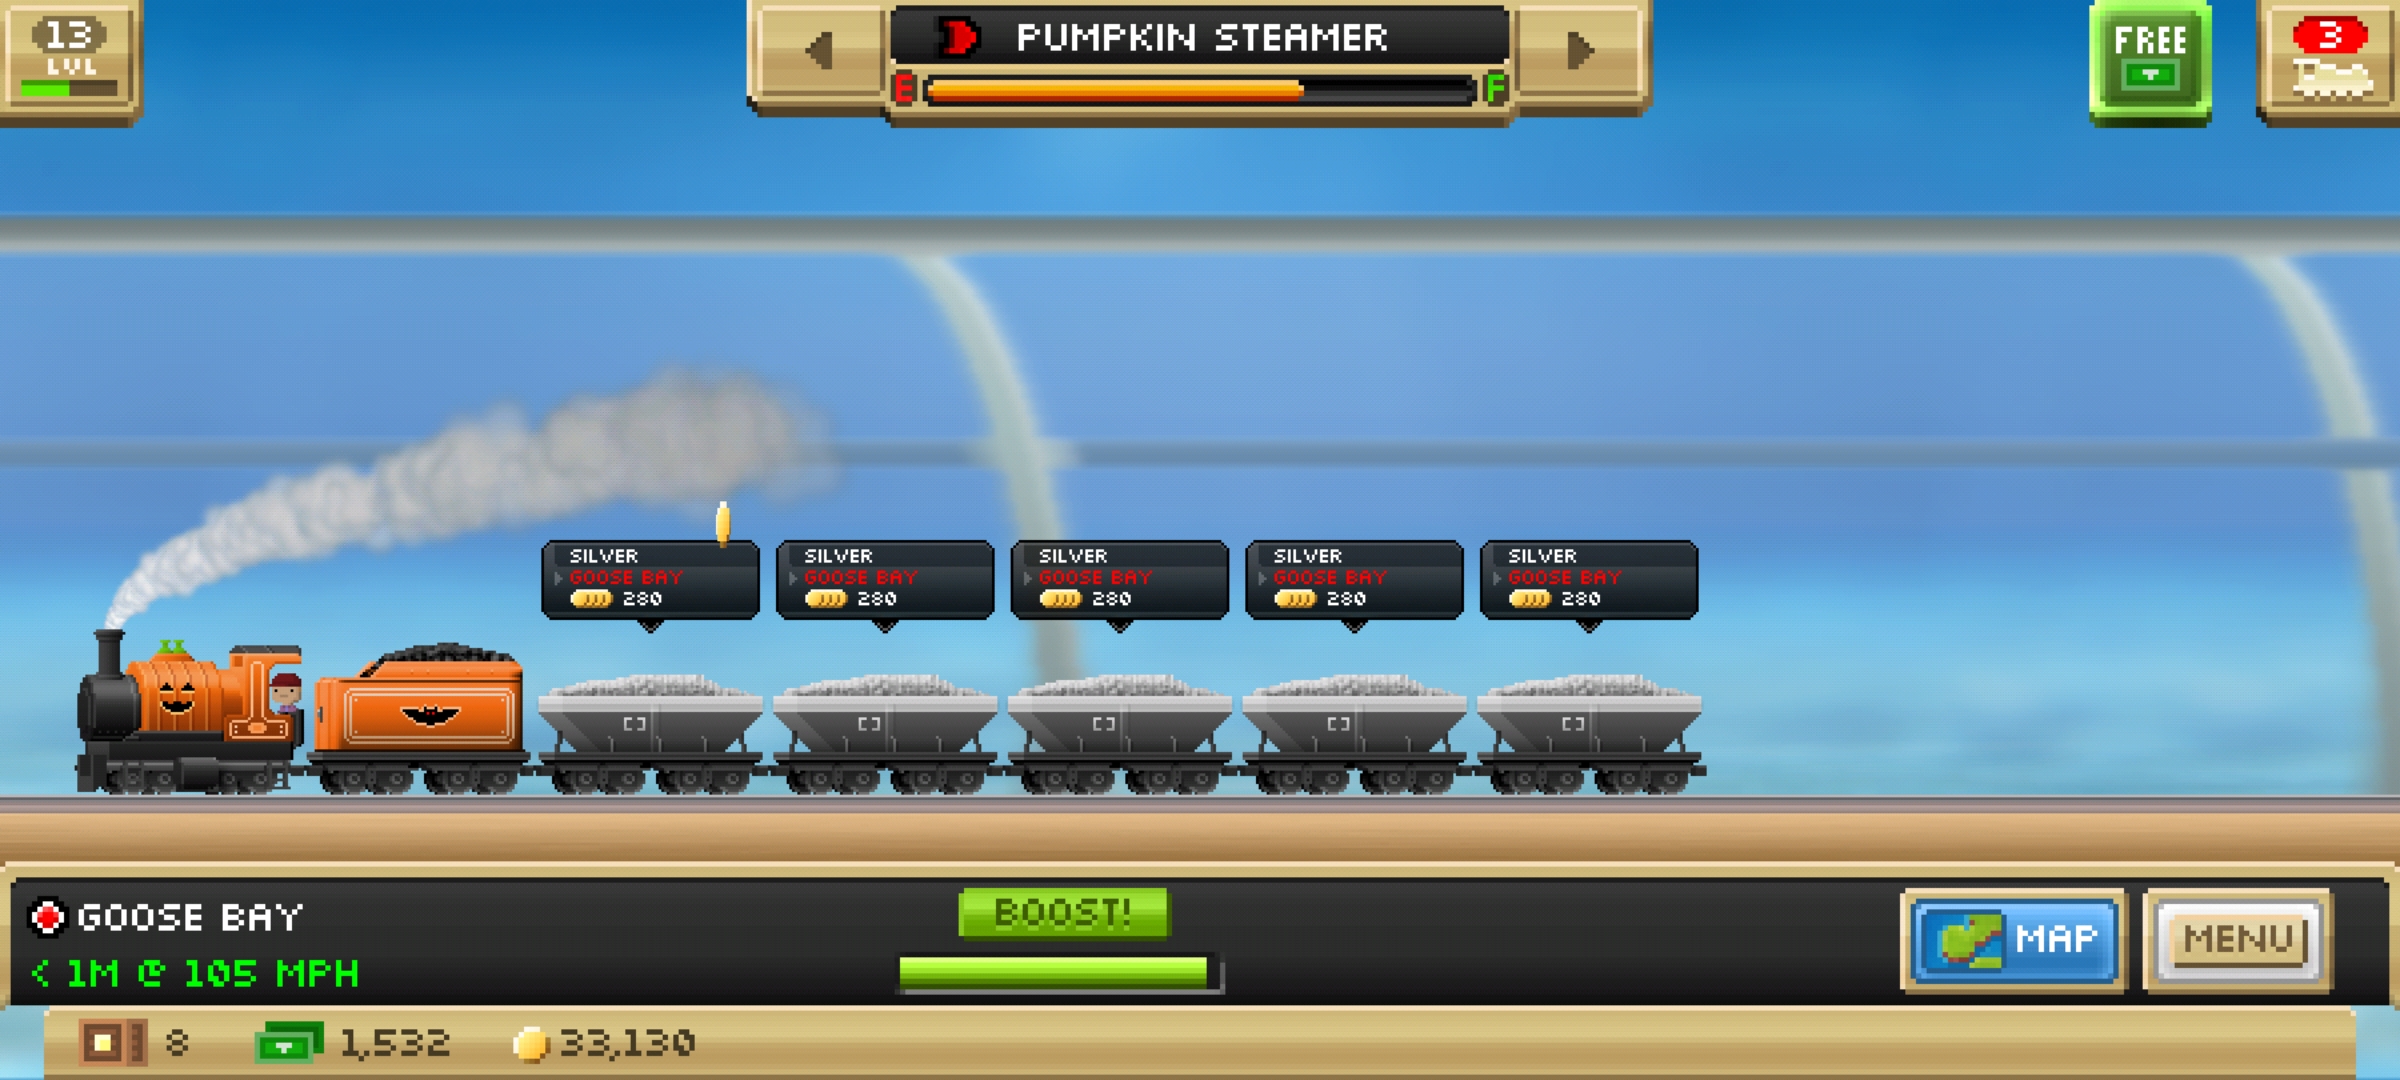 13
LVL
PUMPKIN STEAMER
E F
FREE
3
SILVER
GOOSE BAY
280
SILVER
GOOSE BAY
280
SILVER
GOOSE BAY
280
SILVER
GOOSE BAY
280
SILVER
GOOSE BAY
280
GOOSE BAY
< 1M @ 105 MPH
BOOST!
MAP
MENU
8
1,532
33,130